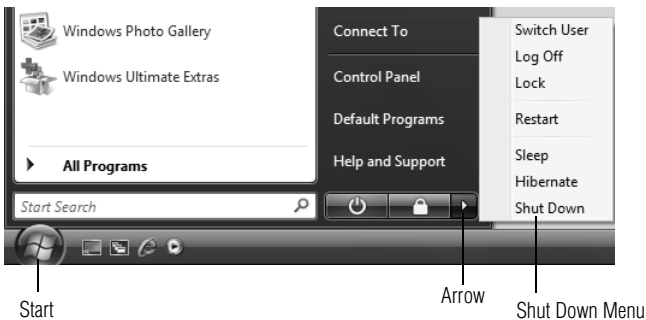 Windows Photo Gallery
Windows Ultimate Extras
All Programs
Start Search
Connect To
Control Panel
Default Programs
Help and Support
Switch User
Log Off
Lock
Restart
Sleep
Hibernate
Shut Down
Start
Arrow
Shut Down Menu